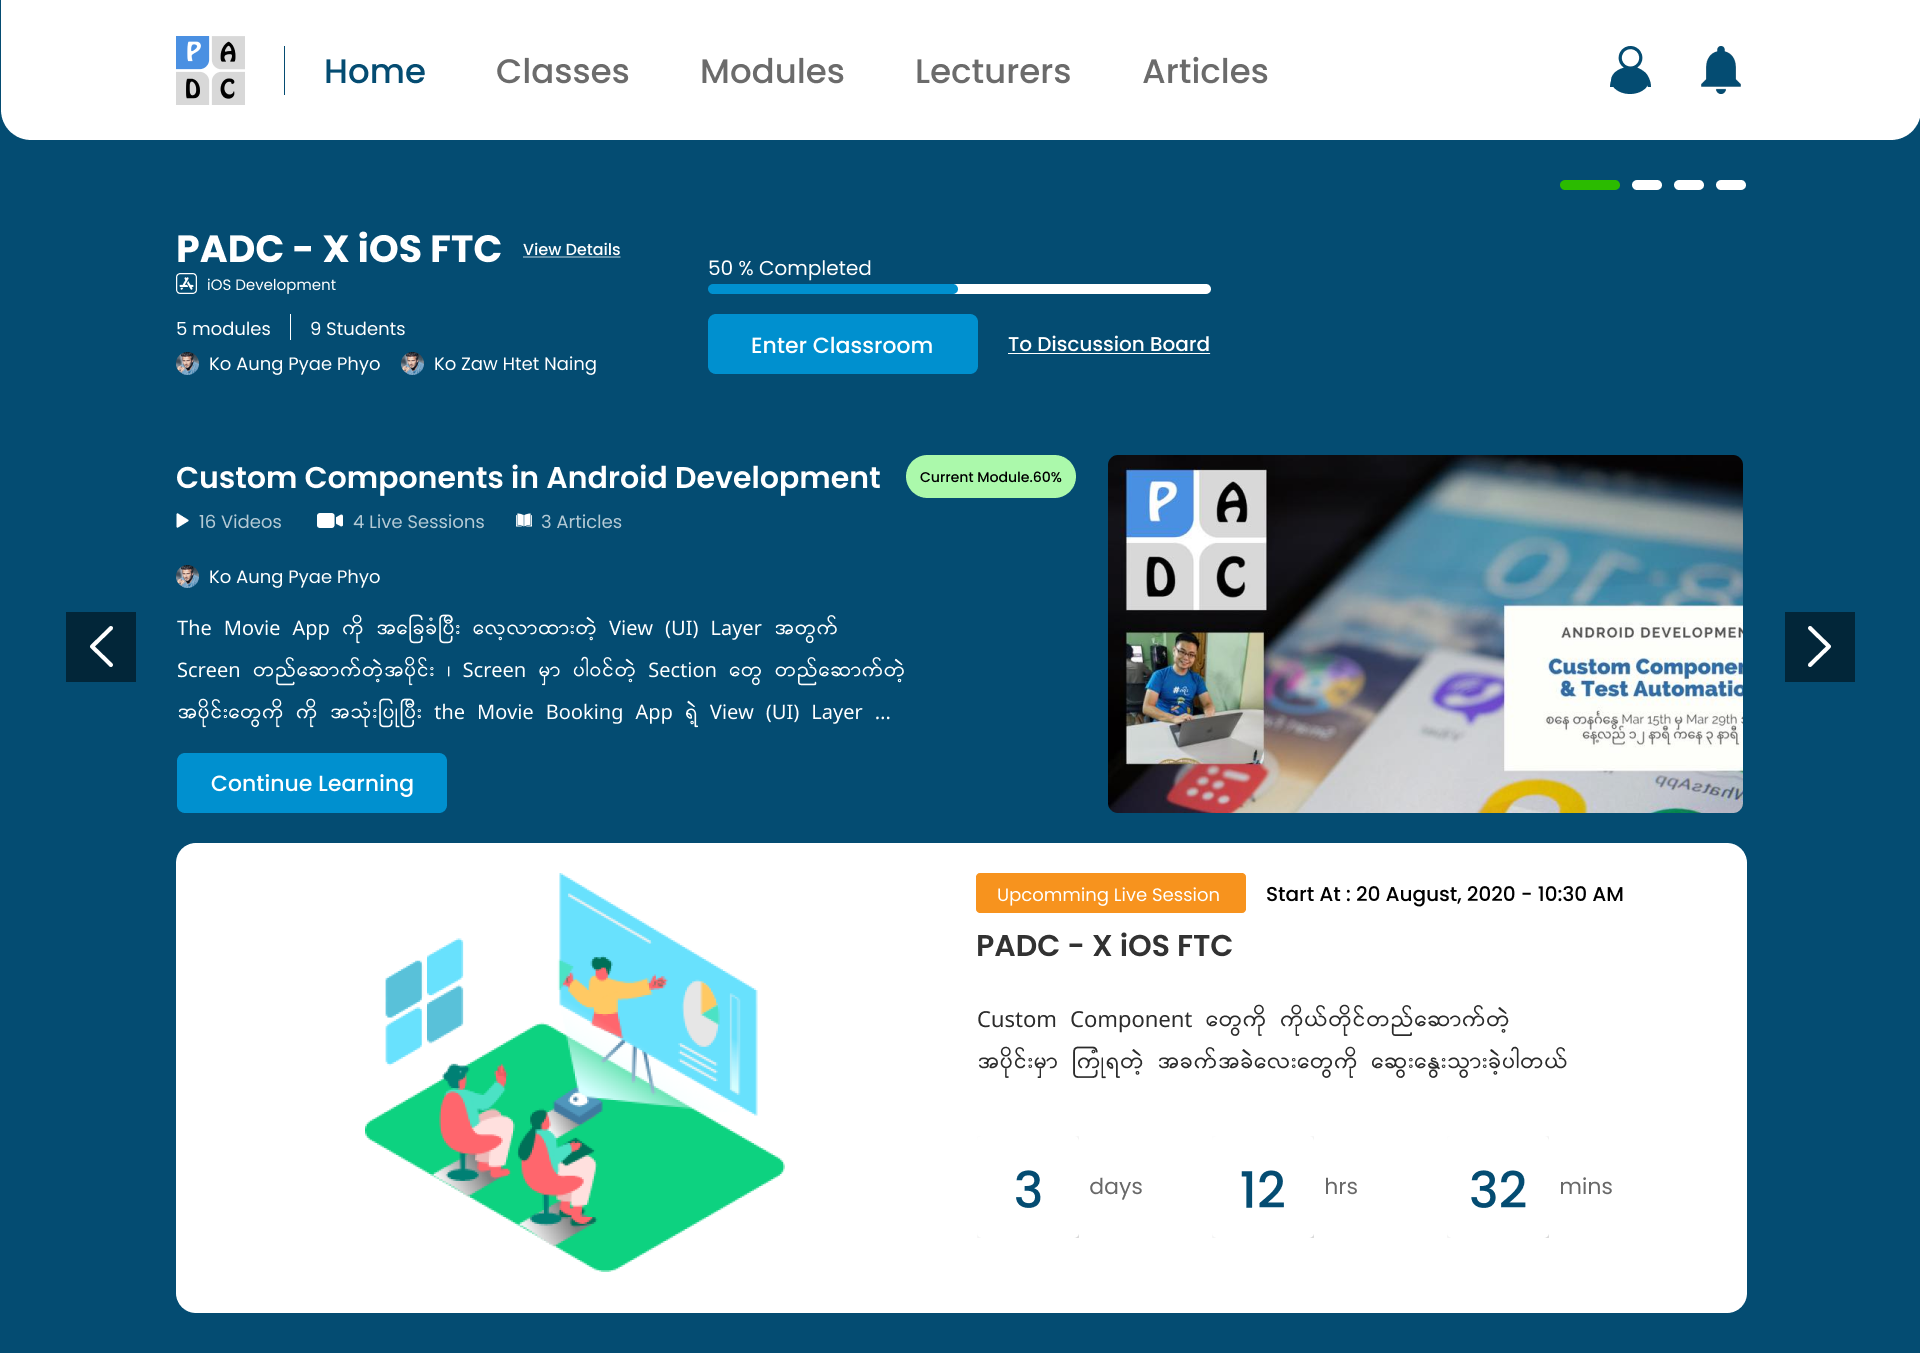 P A
D C
Home Classes Modules Lecturers Articles
PADC - X iOS FTC View Details
iOS Development
5 modules 9 Students
Ko Aung Pyae Phyo Ko Zaw Htet Naing
50 % Completed
Enter Classroom To Discussion Board
Custom Components in Android Development Current Module.60%
16 Videos 4 Live Sessions 3 Articles
Ko Aung Pyae Phyo
The Movie App ကို အခြေခံပြီး လေ့လာထားတဲ့ View (UI) Layer အတွက်
Screen တည်ဆောက်တဲ့အပိုင်း ၊ Screen မှာ ပါဝင်တဲ့ Section တွေ တည်ဆောက်တဲ့
အပိုင်းတွေကို ကို အသုံးပြုပြီး the Movie Booking App ရဲ့ View (UI) Layer ...
Continue Learning
P A
D C
ANDROID DEVELOPMEN
Custom Componen
& Test Automatio
စနေ တနင်္ဂနွေ Mar 15th မှ Mar 29th
နေ့လည် ၁၂ နာရီ ကနေ ၃ နာရီ
WhatsApp
Upcomming Live Session Start At : 20 August, 2020 - 10:30 AM
PADC - X iOS FTC
Custom Component တွေကို ကိုယ်တိုင်တည်ဆောက်တဲ့
အပိုင်းမှာ ကြုံရတဲ့ အခက်အခဲလေးတွေကို ဆွေးနွေးသွားခဲ့ပါတယ်
3 days 12 hrs 32 mins